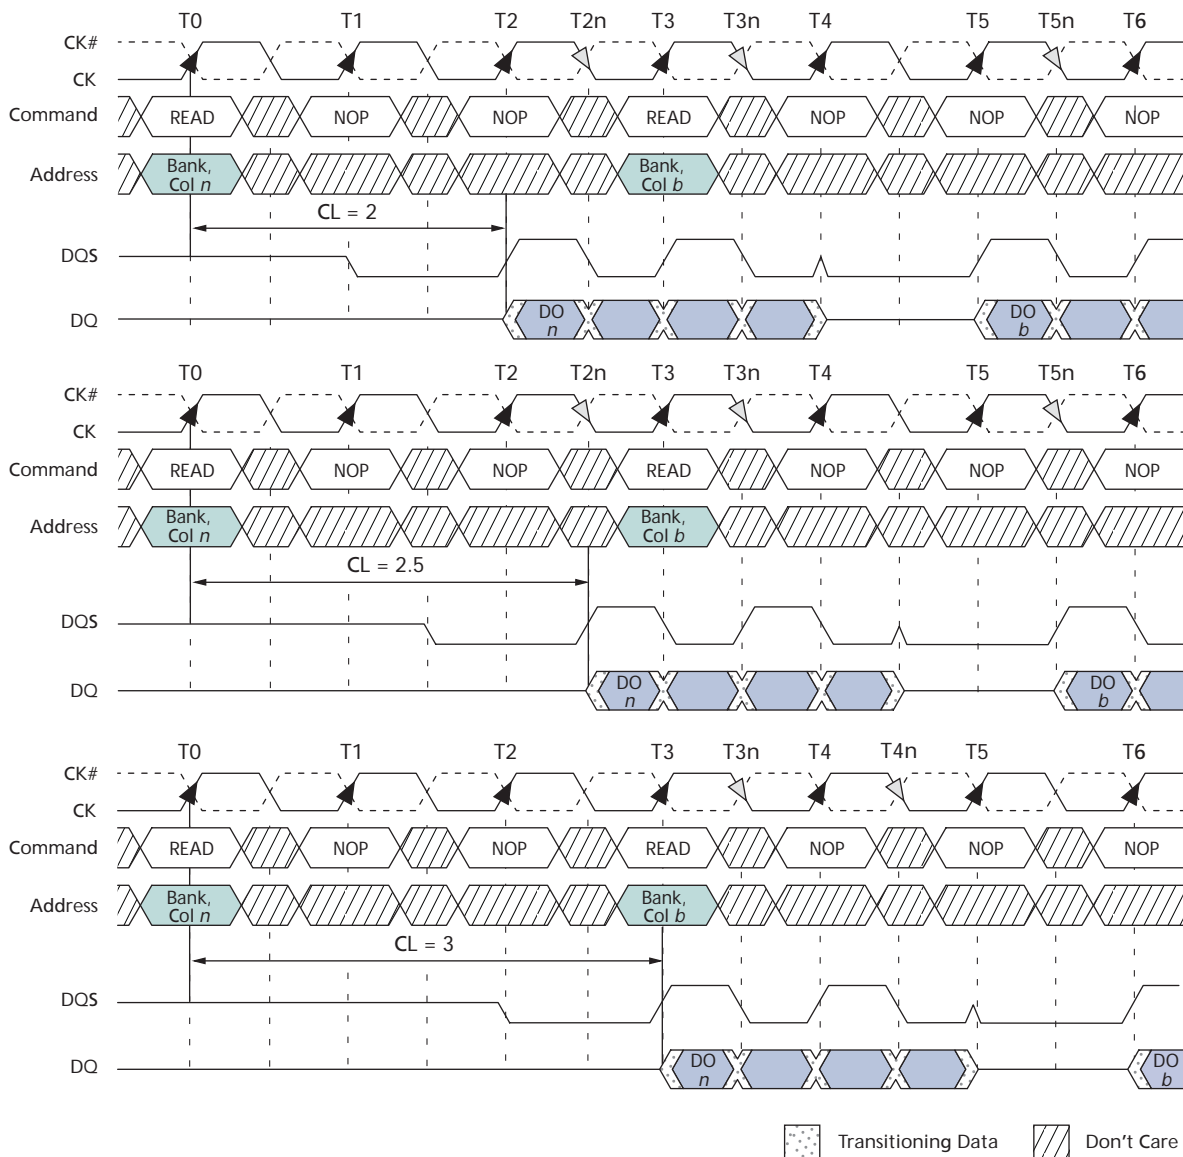 T0 T1 T2 T2n T3 T3n T4 T5 T5n T6
CK#
CK
Command READ NOP NOP READ NOP NOP NOP
Address Bank, Col n Bank, Col b
CL = 2
DQS
DQ DO n DO b
T0 T1 T2 T2n T3 T3n T4 T5 T5n T6
CK#
CK
Command READ NOP NOP READ NOP NOP NOP
Address Bank, Col n Bank, Col b
CL = 2.5
DQS
DQ DO n DO b
T0 T1 T2 T3 T3n T4 T4n T5 T6
CK#
CK
Command READ NOP NOP READ NOP NOP NOP
Address Bank, Col n Bank, Col b
CL = 3
DQS
DQ DO n DO b
Transitioning Data Don't Care